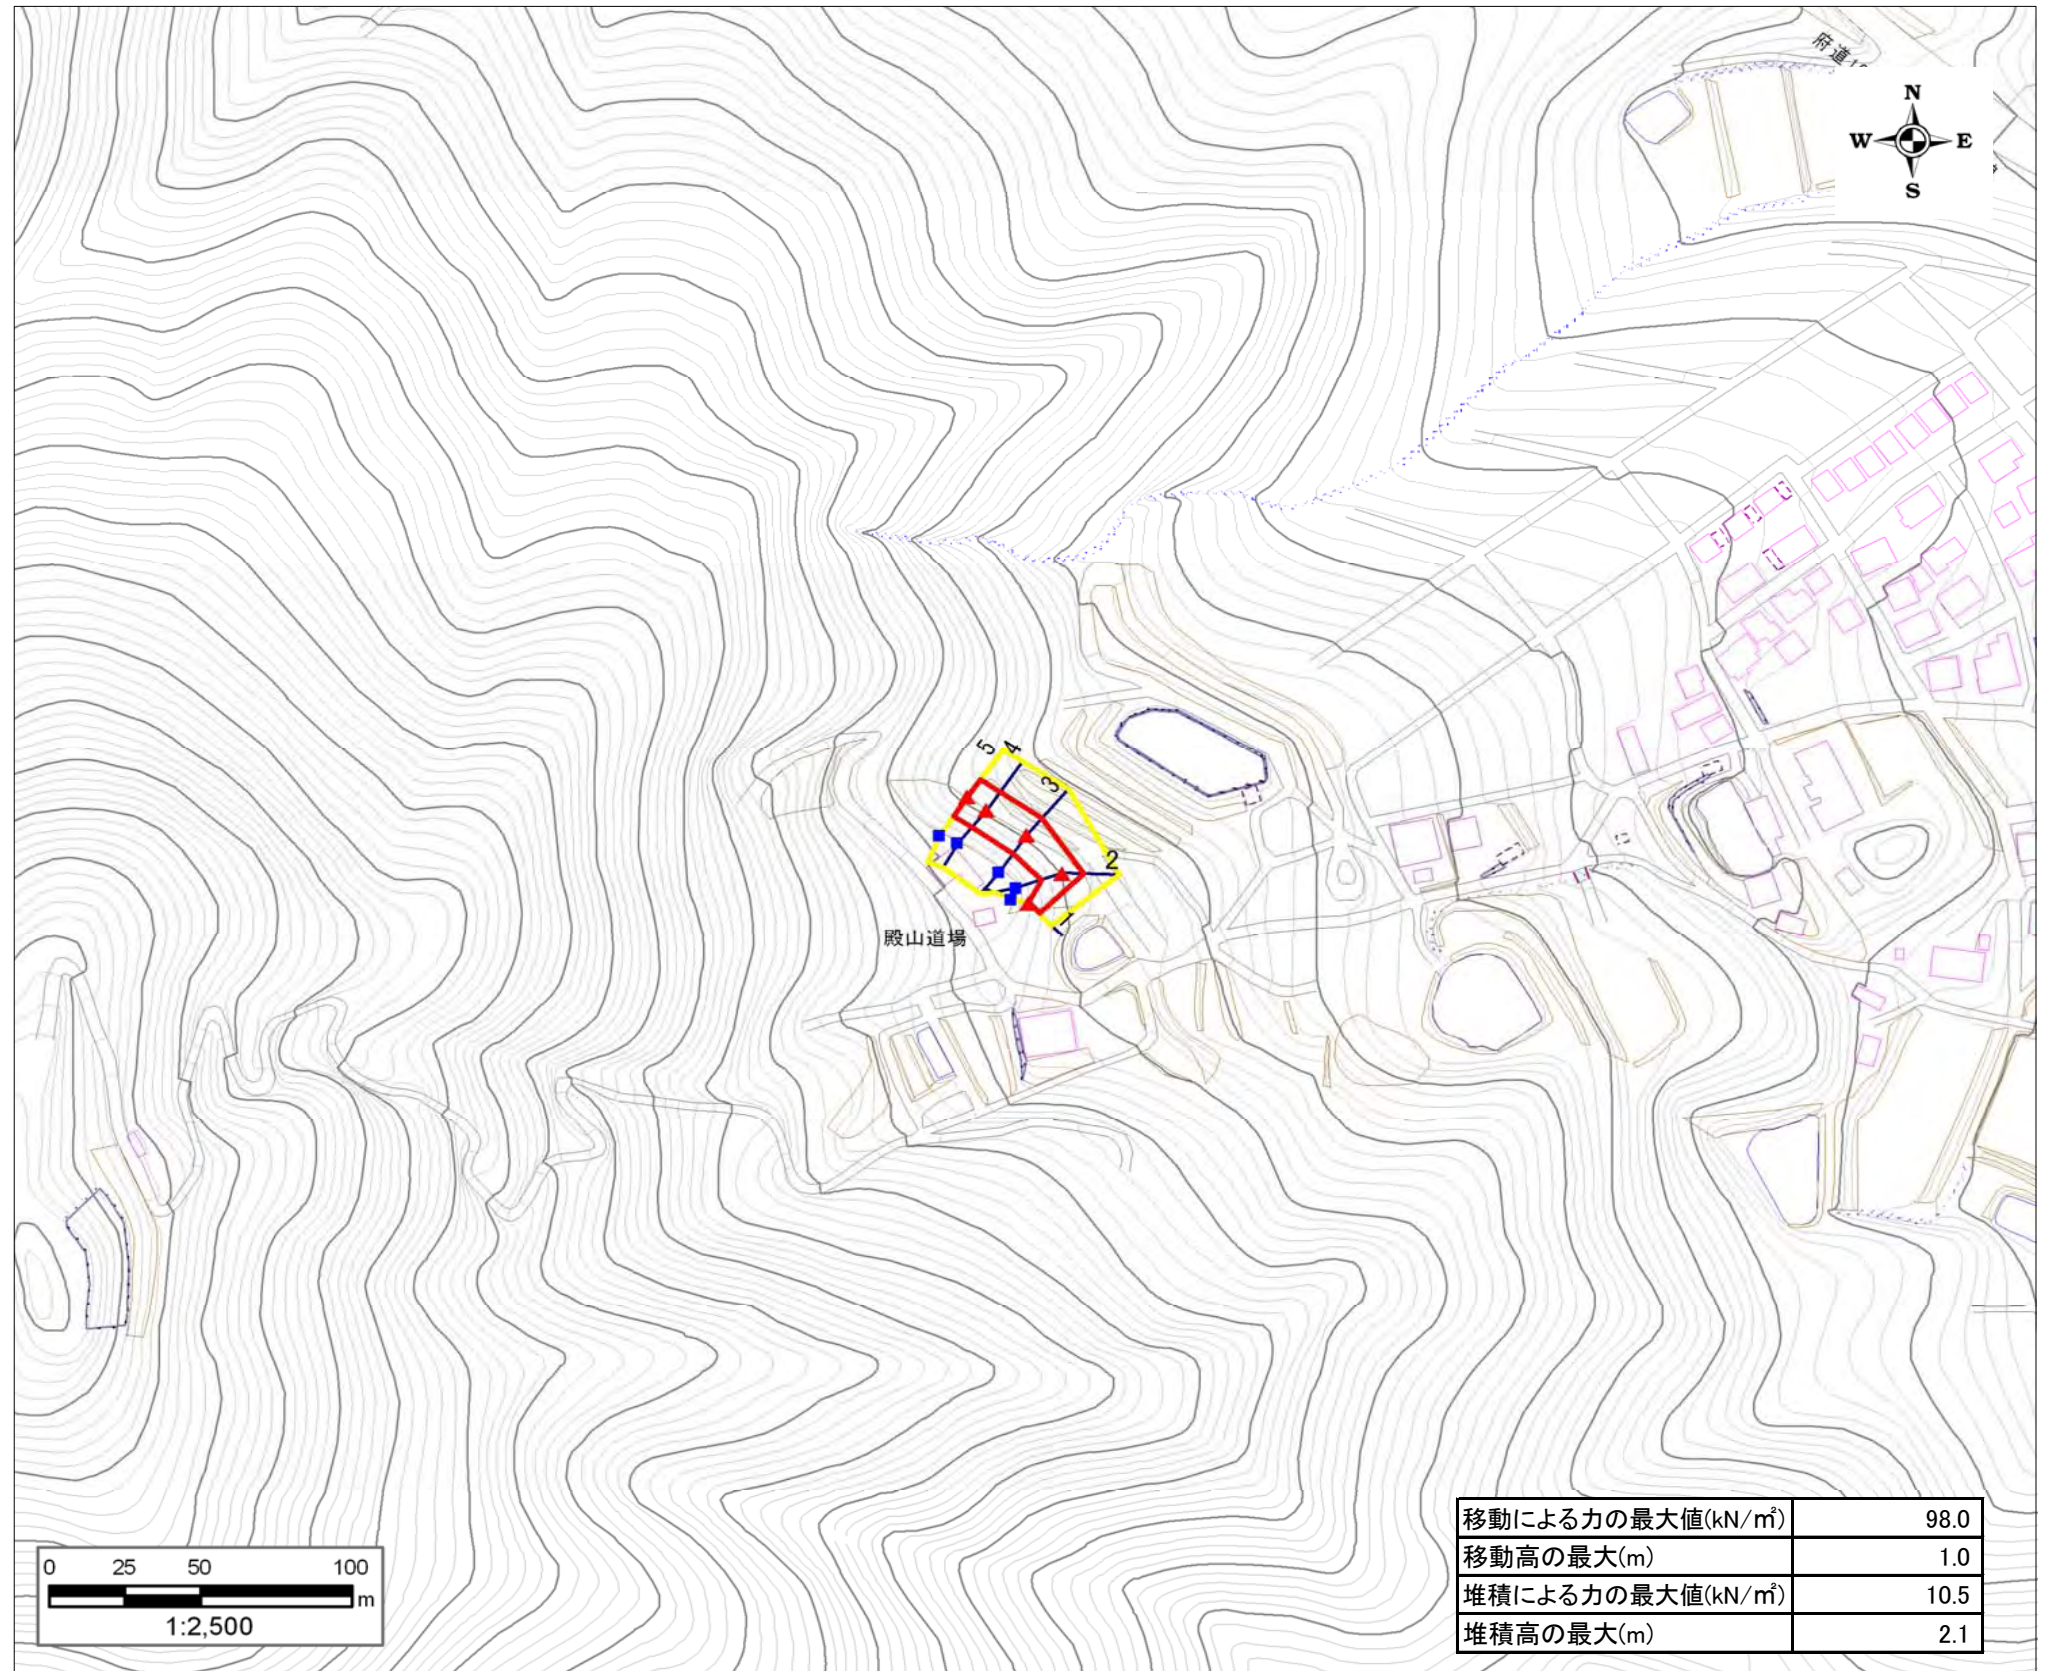 府道1
N
W E
S
5 4
3
2
1
殿山道場
移動による力の最大値(kN/㎡) 98.0
移動高の最大(m) 1.0
堆積による力の最大値(kN/㎡) 10.5
堆積高の最大(m) 2.1
0 25 50 100
m
1:2,500